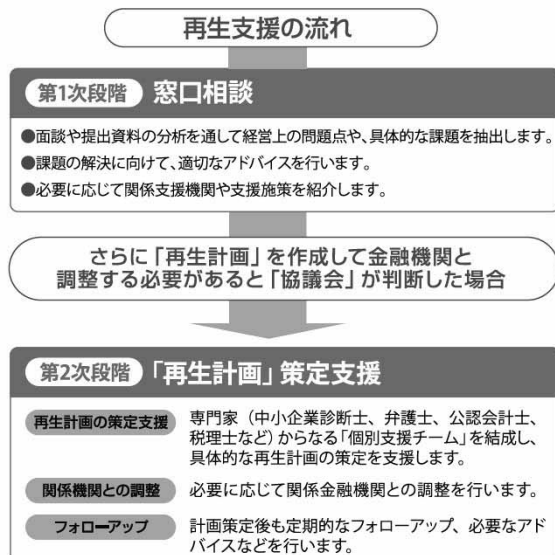 再生支援の流れ
第1次段階 窓口相談
●面談や提出資料の分析を通して経営上の問題点や、具体的な課題を抽出します。
●課題の解決に向けて、適切なアドバイスを行います。
●必要に応じて関係支援機関や支援施策を紹介します。
さらに「再生計画」を作成して金融機関と
調整する必要があると「協議会」が判断した場合
第2次段階 「再生計画」策定支援
再生計画の策定支援 専門家（中小企業診断士、弁護士、公認会計士、
税理士など）からなる「個別支援チーム」を結成し、
具体的な再生計画の策定を支援します。
関係機関との調整 必要に応じて関係金融機関との調整を行います。
フォローアップ 計画策定後も定期的なフォローアップ、必要なアド
バイスなどを行います。